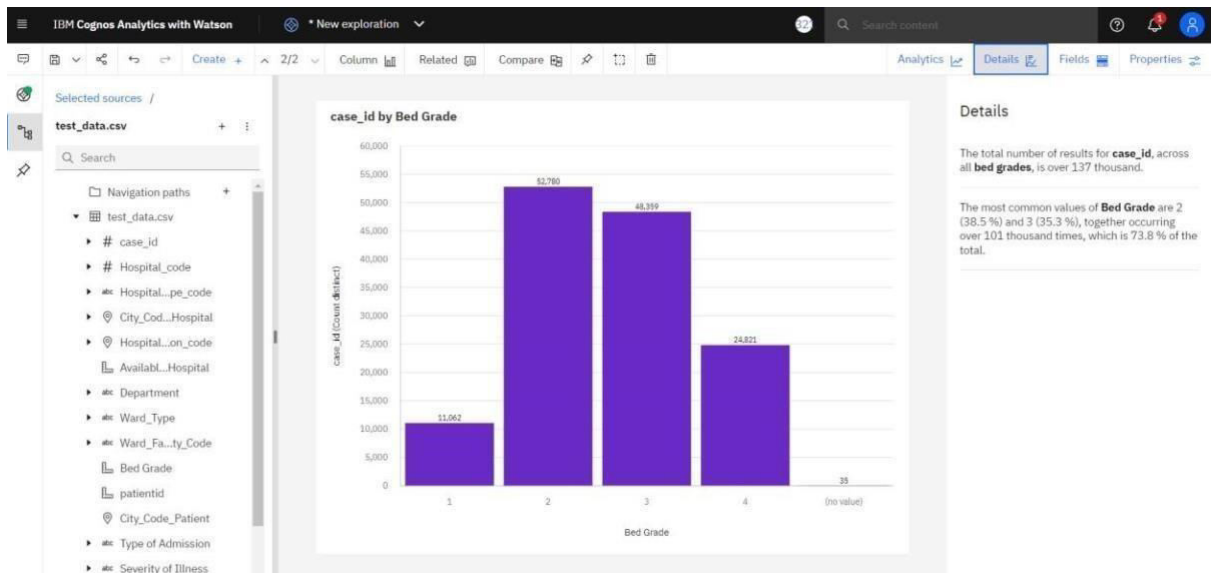 IBM Cognos Analytics with Watson
* New exploration
32
Search content
Create +
2/2
Column
Related
Compare
Analytics
Details
Fields
Properties
Selected sources /
test_data.csv
Search
Navigation paths
test_data.csv
# case_id
# Hospital_code
abc Hospital...pe_code
City_Cod...Hospital
Hospital...on_code
Availabl...Hospital
abc Department
abc Ward_Type
abc Ward_Fa...ty_Code
Bed Grade
patientid
City_Code_Patient
abc Type of Admission
abc Severity of Illness
case_id by Bed Grade
case_id (Count distinct)
60,000
55,000
50,000
45,000
40,000
35,000
30,000
25,000
20,000
15,000
10,000
5,000
0
11,062
52,780
48,359
24,821
35
1
2
3
4
(no value)
Bed Grade
Details
The total number of results for case_id, across
all bed grades, is over 137 thousand.
The most common values of Bed Grade are 2
(38.5 %) and 3 (35.3 %), together occurring
over 101 thousand times, which is 73.8 % of the
total.